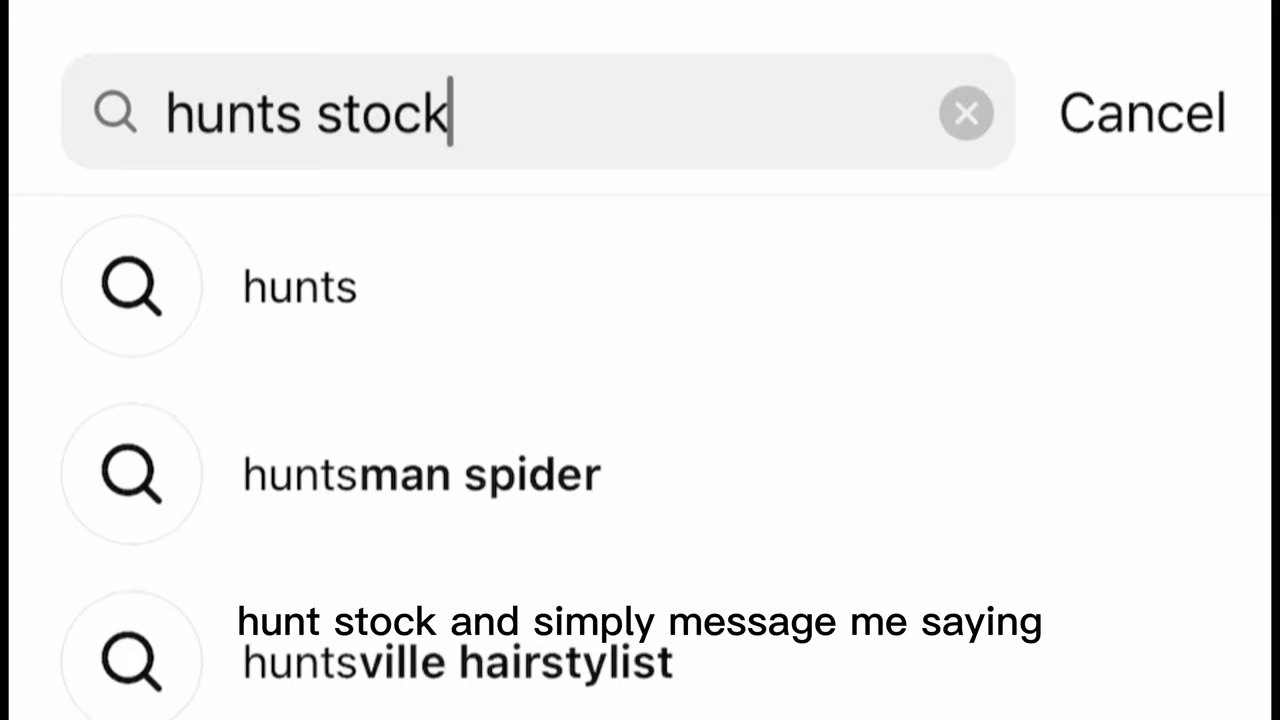 hunts stock
Cancel
hunts
huntsman spider
hunt stock and simply message me saying
huntsville hairstylist